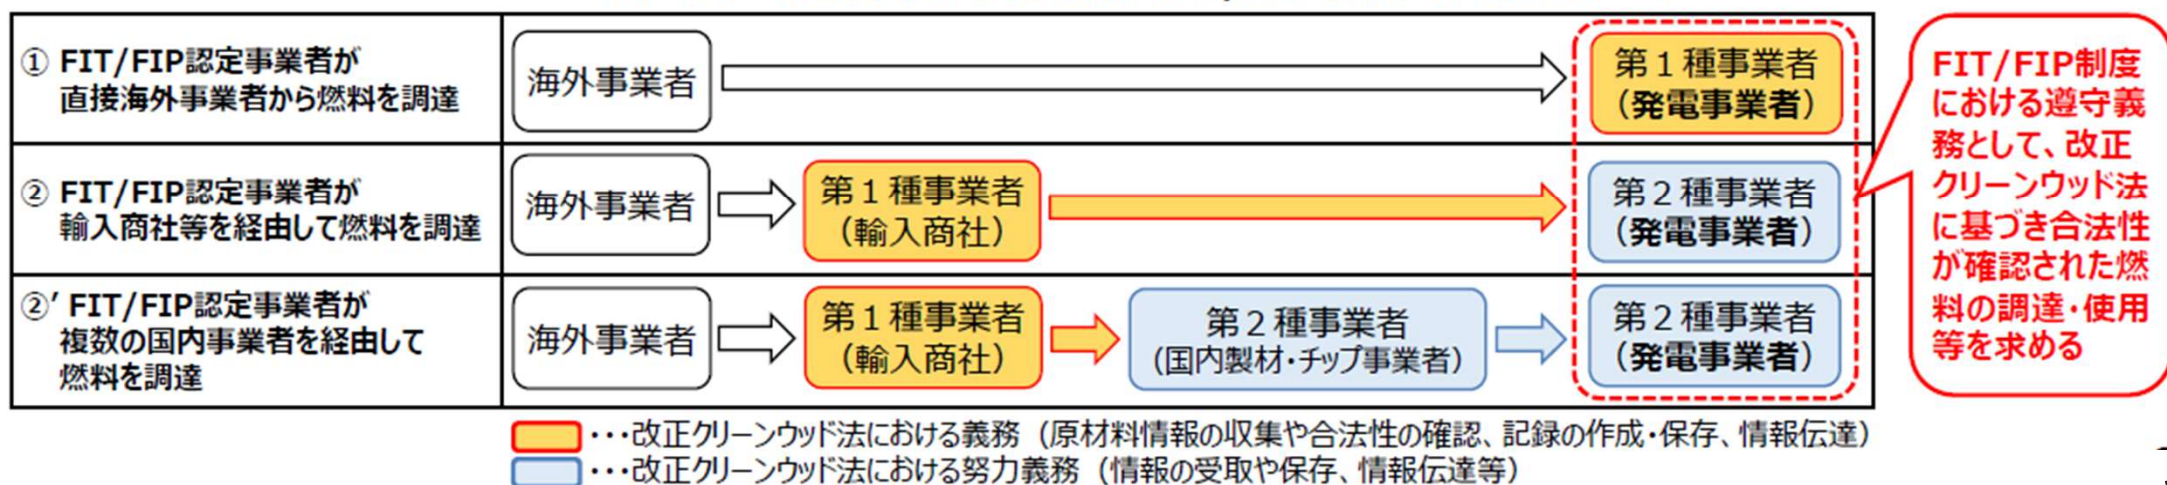 ① FIT/FIP認定事業者が
直接海外事業者から燃料を調達
海外事業者
第1種事業者
（発電事業者）
② FIT/FIP認定事業者が
輸入商社等を経由して燃料を調達
海外事業者
第1種事業者
（輸入商社）
第2種事業者
（発電事業者）
②’ FIT/FIP認定事業者が
複数の国内事業者を経由して
燃料を調達
海外事業者
第1種事業者
（輸入商社）
第2種事業者
（国内製材・チップ事業者）
第2種事業者
（発電事業者）
FIT/FIP制度
における遵守義
務として、改正
クリーンウッド法
に基づき合法性
が確認された燃
料の調達・使用
等を求める
・・・改正クリーンウッド法における義務（原材料情報の収集や合法性の確認、記録の作成・保存、情報伝達）
・・・改正クリーンウッド法における努力義務（情報の受取や保存、情報伝達等）